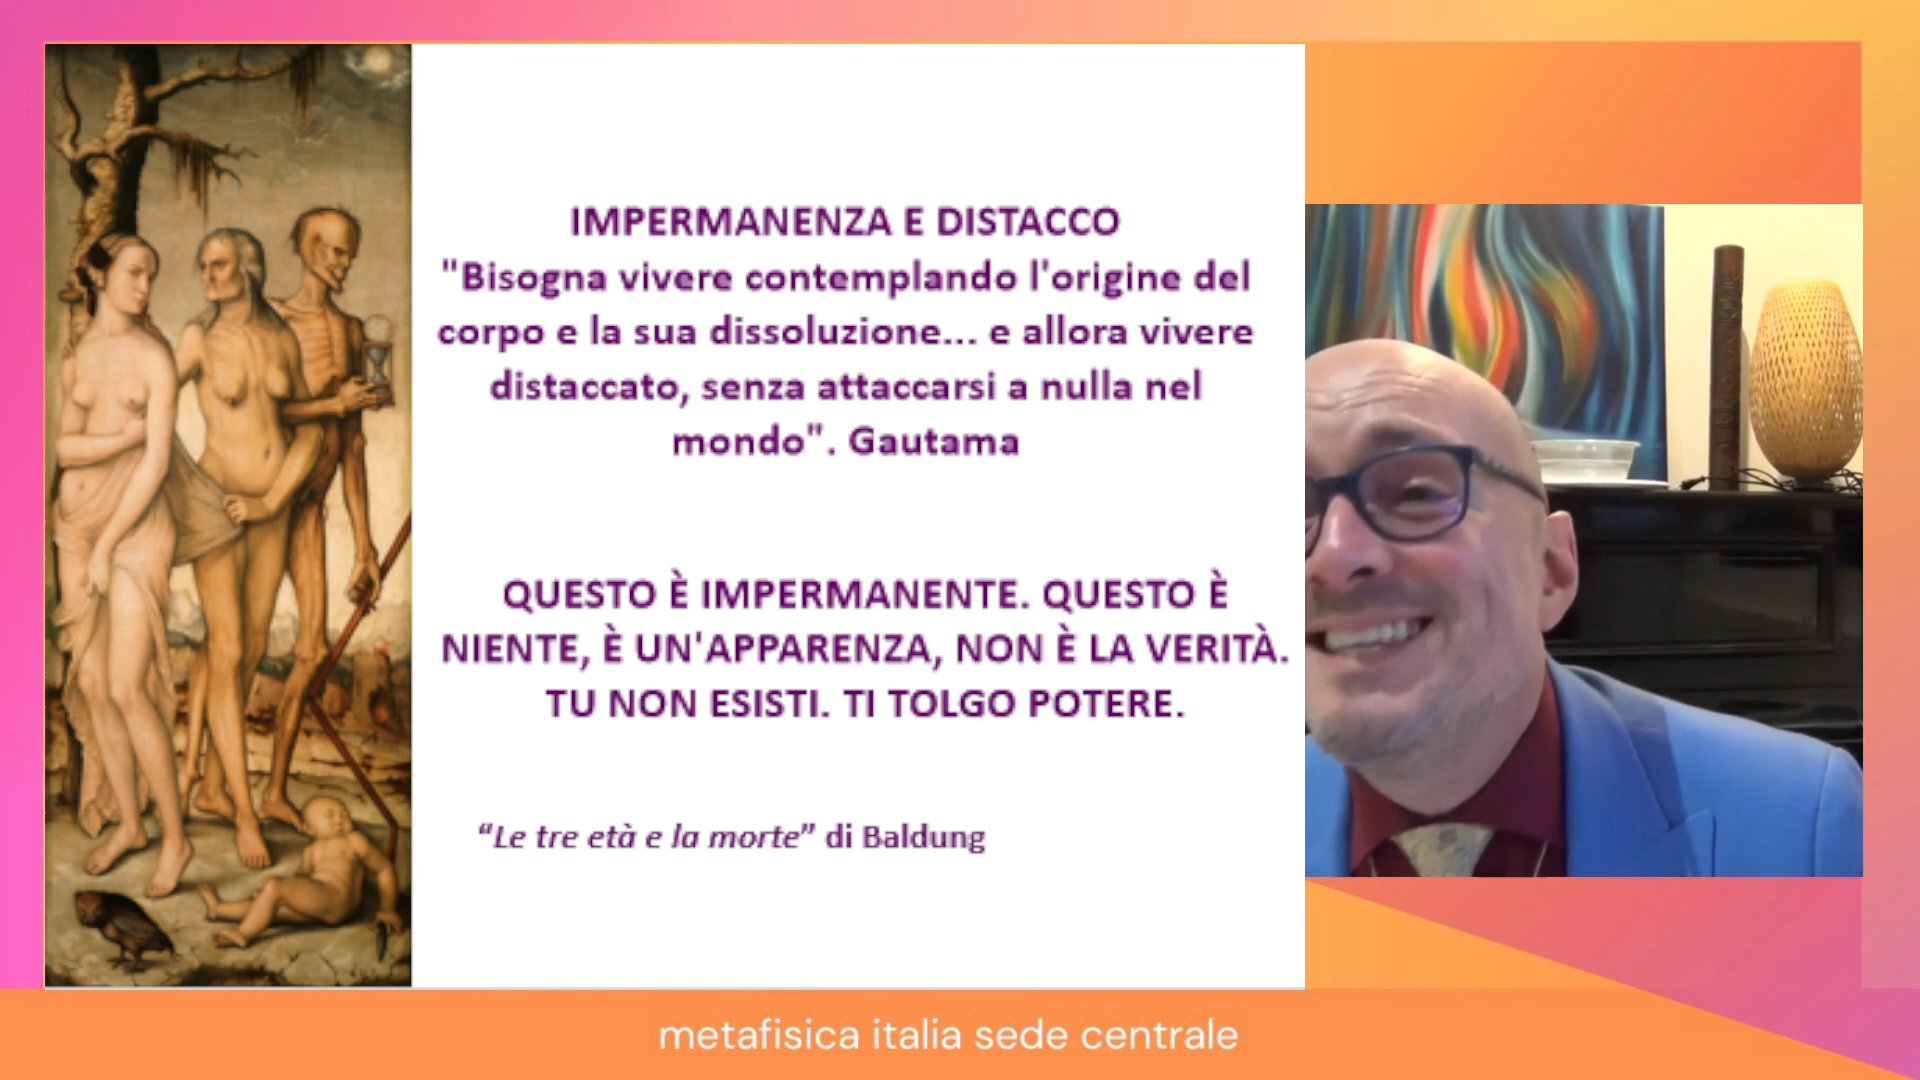 IMPERMANENZA E DISTACCO
"Bisogna vivere contemplando l'origine del
corpo e la sua dissoluzione... e allora vivere
distaccato, senza attaccarsi a nulla nel
mondo". Gautama
QUESTO È IMPERMANENTE. QUESTO È
NIENTE, È UN'APPARENZA, NON È LA VERITÀ.
TU NON ESISTI. TI TOLGO POTERE.
“Le tre età e la morte” di Baldung
metafisica italia sede centrale